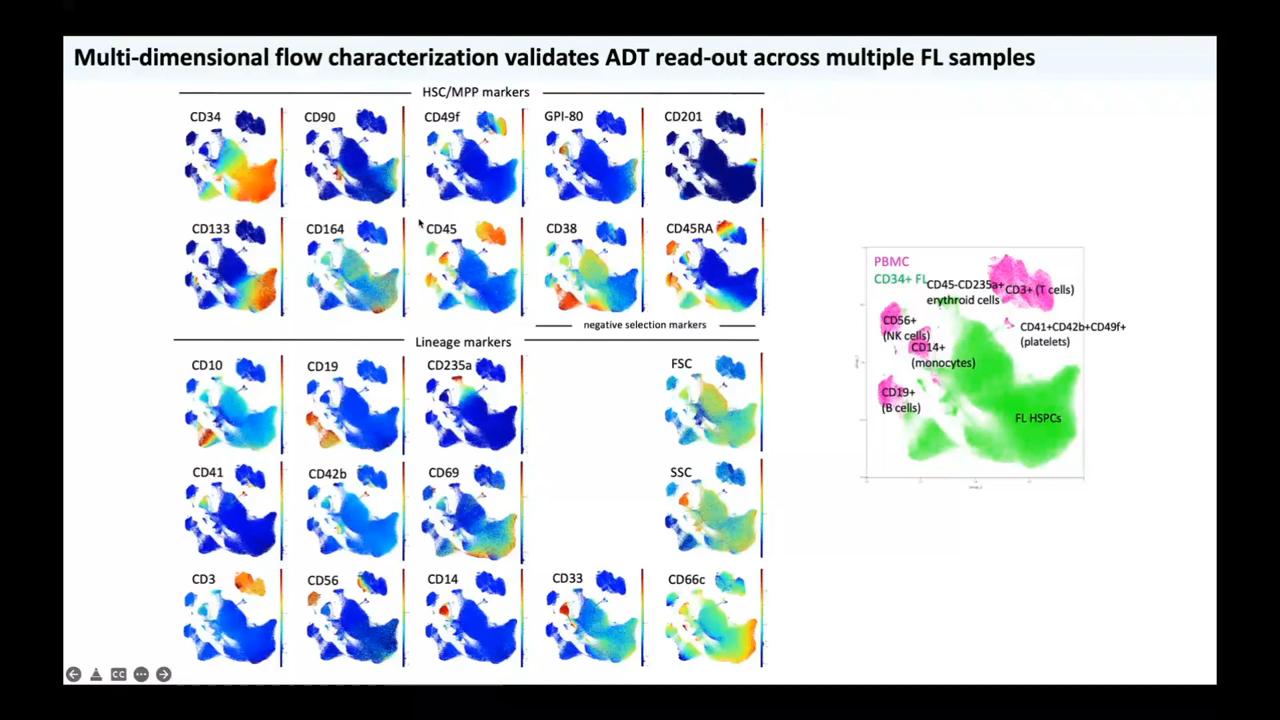 Multi-dimensional flow characterization validates ADT read-out across multiple FL samples
HSC/MPP markers
CD34
CD90
CD49f
GPI-80
CD201
CD133
CD164
CD45
CD38
CD45RA
negative selection markers
Lineage markers
CD10
CD19
CD235a
FSC
CD41
CD42b
CD69
SSC
CD3
CD56
CD14
CD33
CD66c
PBMC
CD34+ FL
CD45-CD235a+
erythroid cells
CD3+ (T cells)
CD56+
(NK cells)
CD41+CD42b+CD49f+
(platelets)
CD14+
(monocytes)
CD19+
(B cells)
FL HSPCs
CC